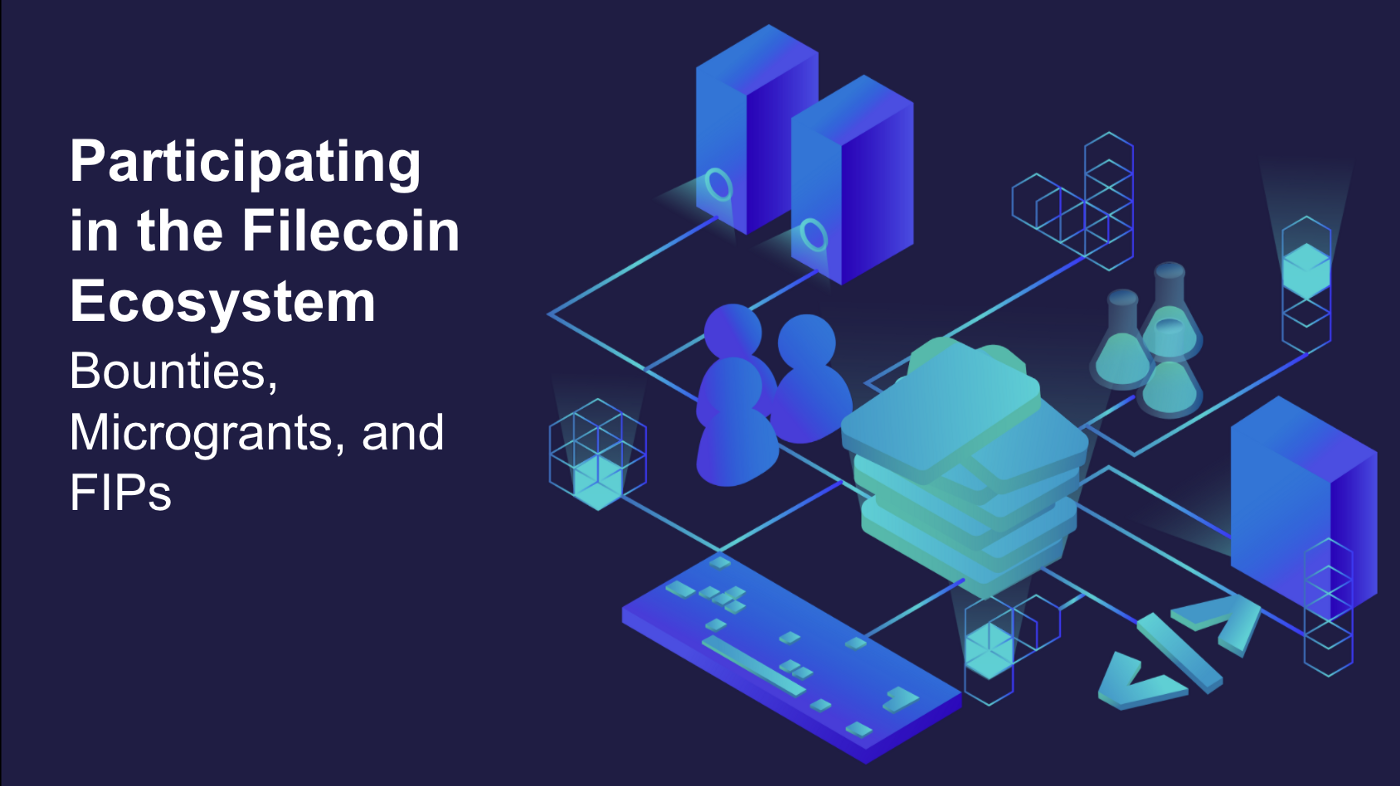 Participating
in the Filecoin
Ecosystem
Bounties,
Microgrants, and
FIPs